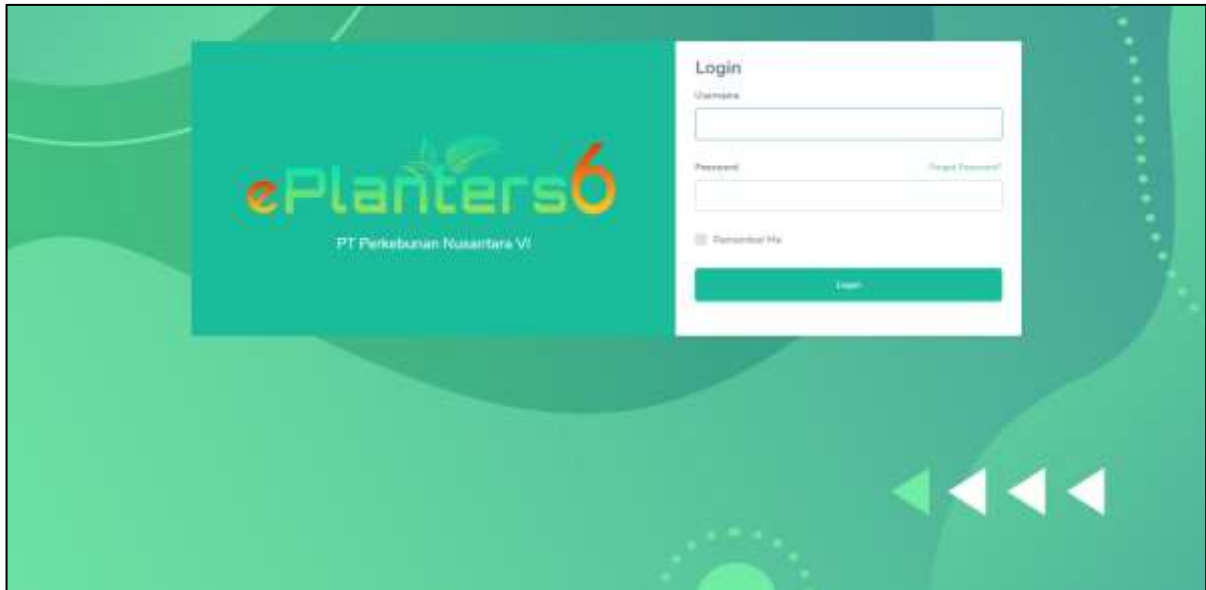 ePlanters6
PT Perkebunan Nusantara VI
Login
Username
Password
Forgot Password?
Remember Me
Login